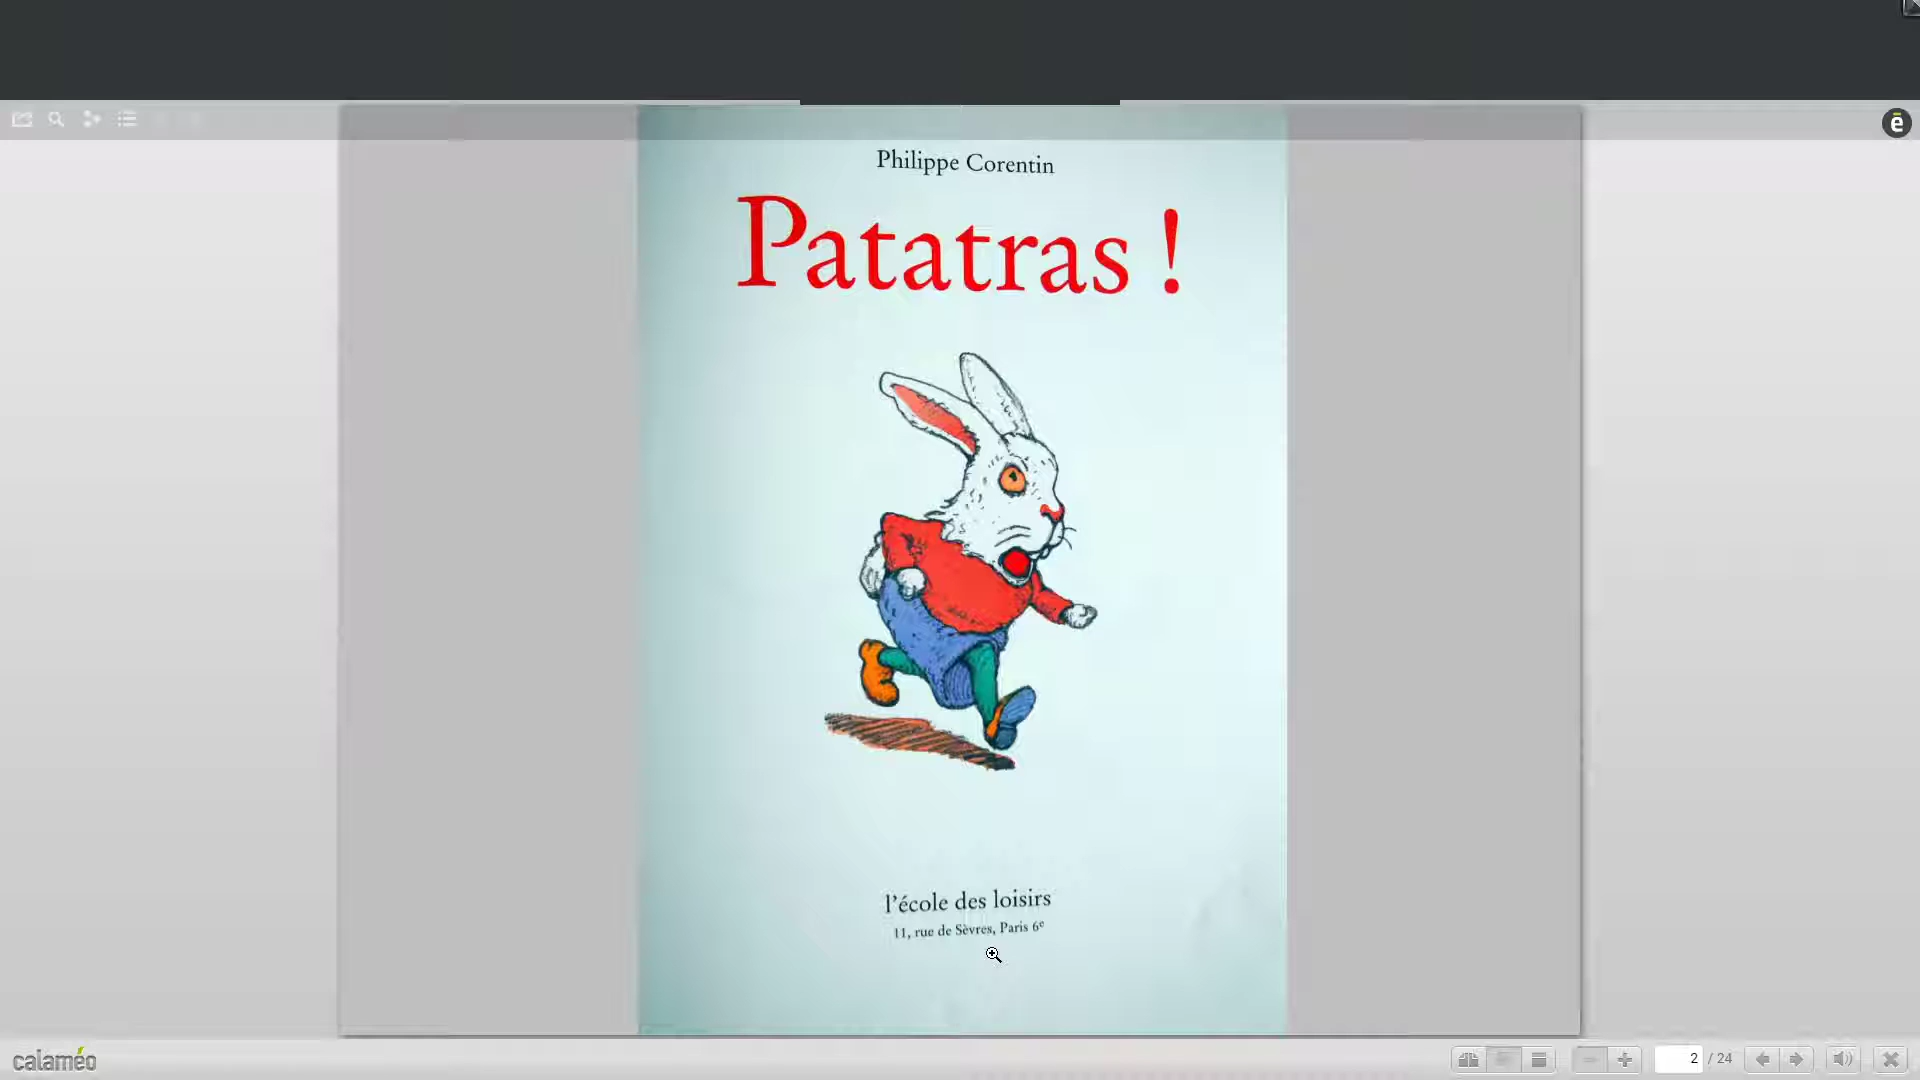 ē
Philippe Corentin
Patatras !
l'école des loisirs
11, rue de Sèvres, Paris 6e
calaméo
2 / 24